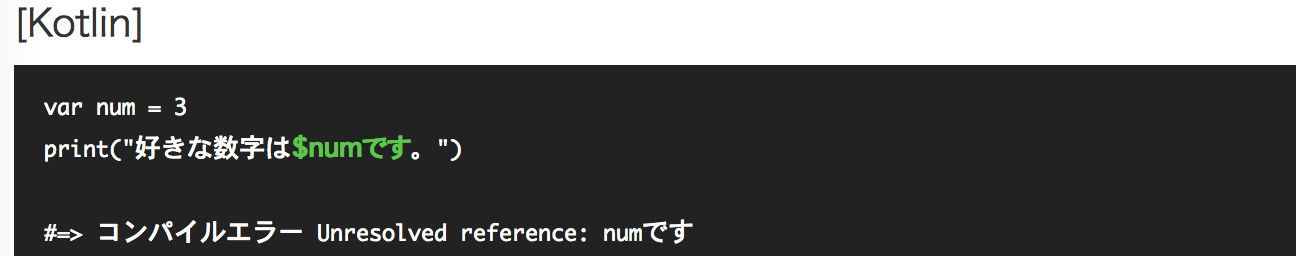 [Kotlin]
var num = 3
print("好きな数字は$numです。")
#=> コンパイルエラー Unresolved reference: numです